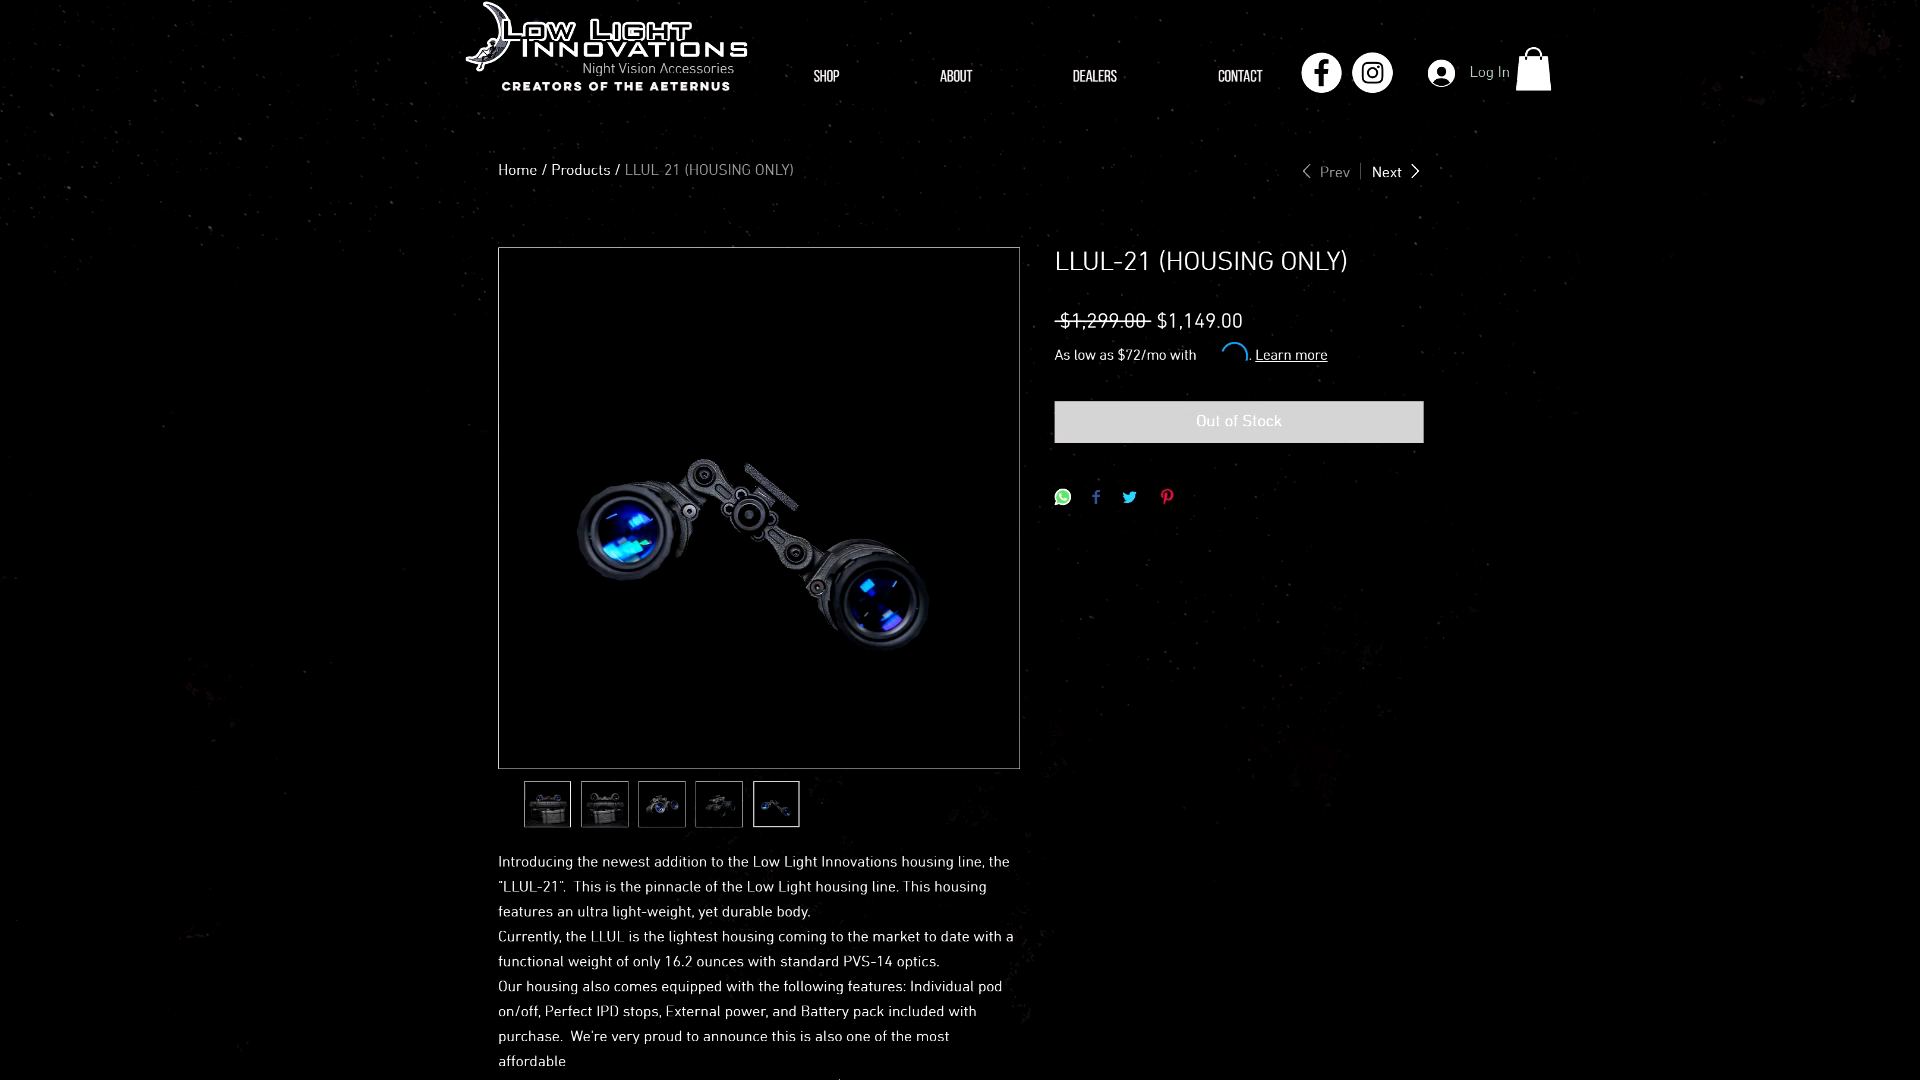 LOW LIGHT
INNOVATIONS
Night Vision Accessories
CREATORS OF THE AETERNUS
SHOP
ABOUT
DEALERS
CONTACT
Log In
Home / Products / LLUL-21 (HOUSING ONLY)
Prev
Next
LLUL-21 (HOUSING ONLY)
$1,299.00 $1,149.00
As low as $72/mo with . Learn more
Out of Stock
Introducing the newest addition to the Low Light Innovations housing line, the
"LLUL-21".  This is the pinnacle of the Low Light housing line. This housing
features an ultra light-weight, yet durable body.
Currently, the LLUL is the lightest housing coming to the market to date with a
functional weight of only 16.2 ounces with standard PVS-14 optics.
Our housing also comes equipped with the following features: Individual pod
on/off, Perfect IPD stops, External power, and Battery pack included with
purchase.  We're very proud to announce this is also one of the most
affordable